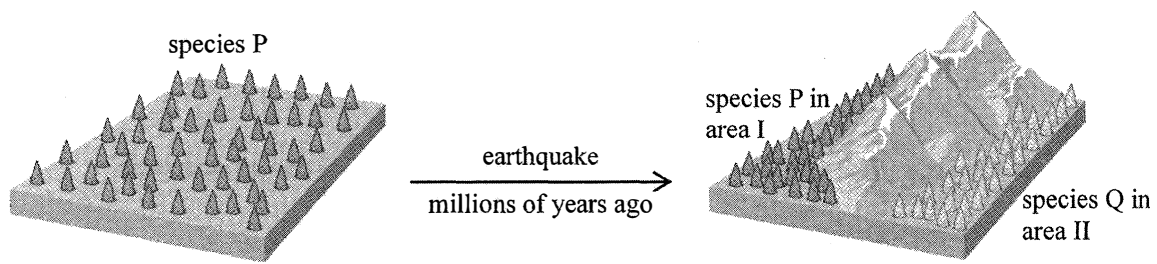 species P
earthquake
millions of years ago
species P in
area I
species Q in
area II